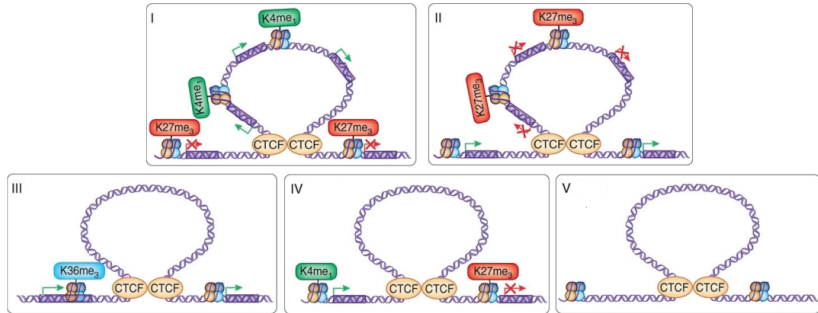 I
K4me1
K4me1
K27me3
K27me3
CTCF CTCF
II
K27me3
K27me3
CTCF CTCF
III
K36me3
CTCF CTCF
IV
K4me1
K27me3
CTCF CTCF
V
CTCF CTCF